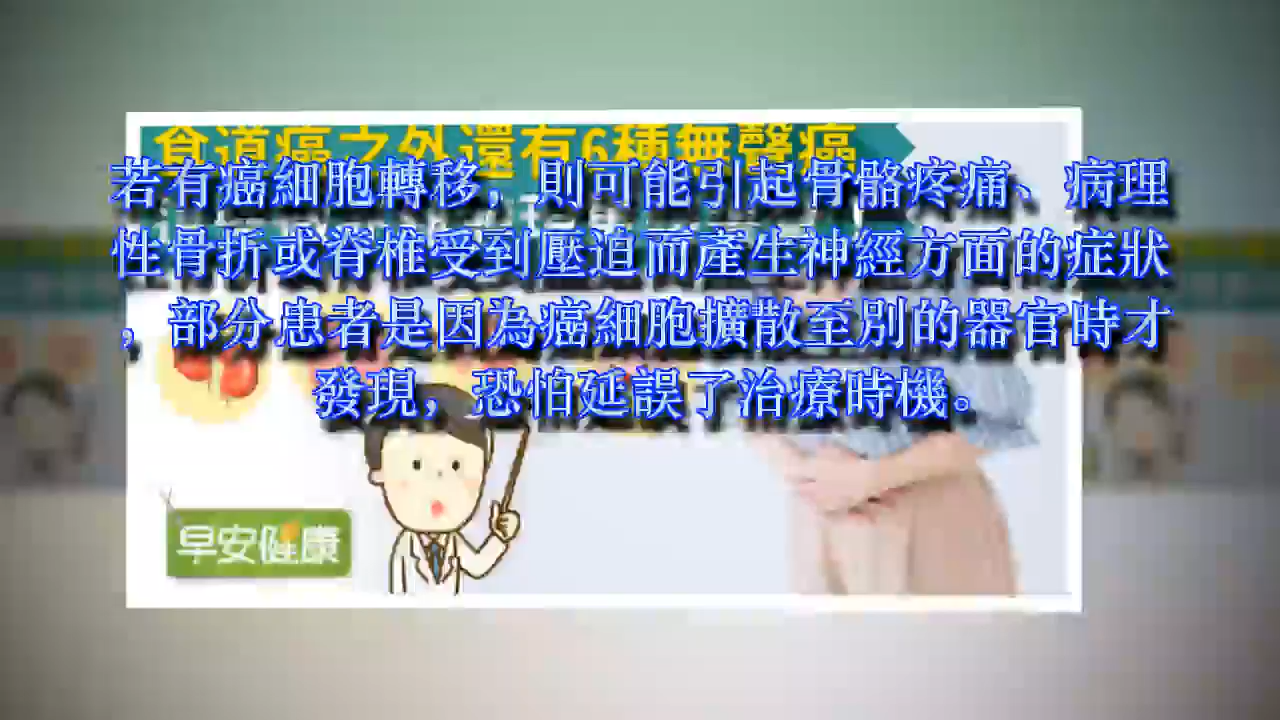 食道癌之外還有6種無聲癌
若有癌細胞轉移，則可能引起骨骼疼痛、病理
性骨折或脊椎受到壓迫而產生神經方面的症狀
，部分患者是因為癌細胞擴散至別的器官時才
發現，恐怕延誤了治療時機。
早安健康